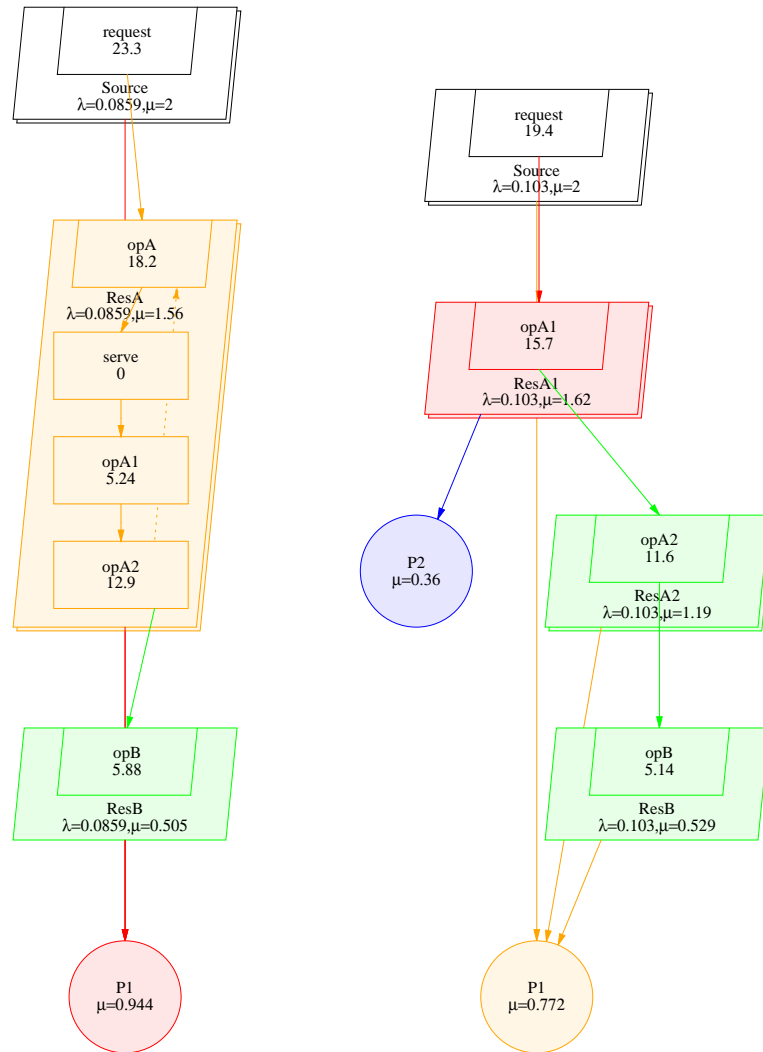 request
23.3
Source
λ=0.0859,μ=2
opA
18.2
ResA
λ=0.0859,μ=1.56
serve
0
opA1
5.24
opA2
12.9
opB
5.88
ResB
λ=0.0859,μ=0.505
P1
μ=0.944
request
19.4
Source
λ=0.103,μ=2
opA1
15.7
ResA1
λ=0.103,μ=1.62
P2
μ=0.36
opA2
11.6
ResA2
λ=0.103,μ=1.19
opB
5.14
ResB
λ=0.103,μ=0.529
P1
μ=0.772